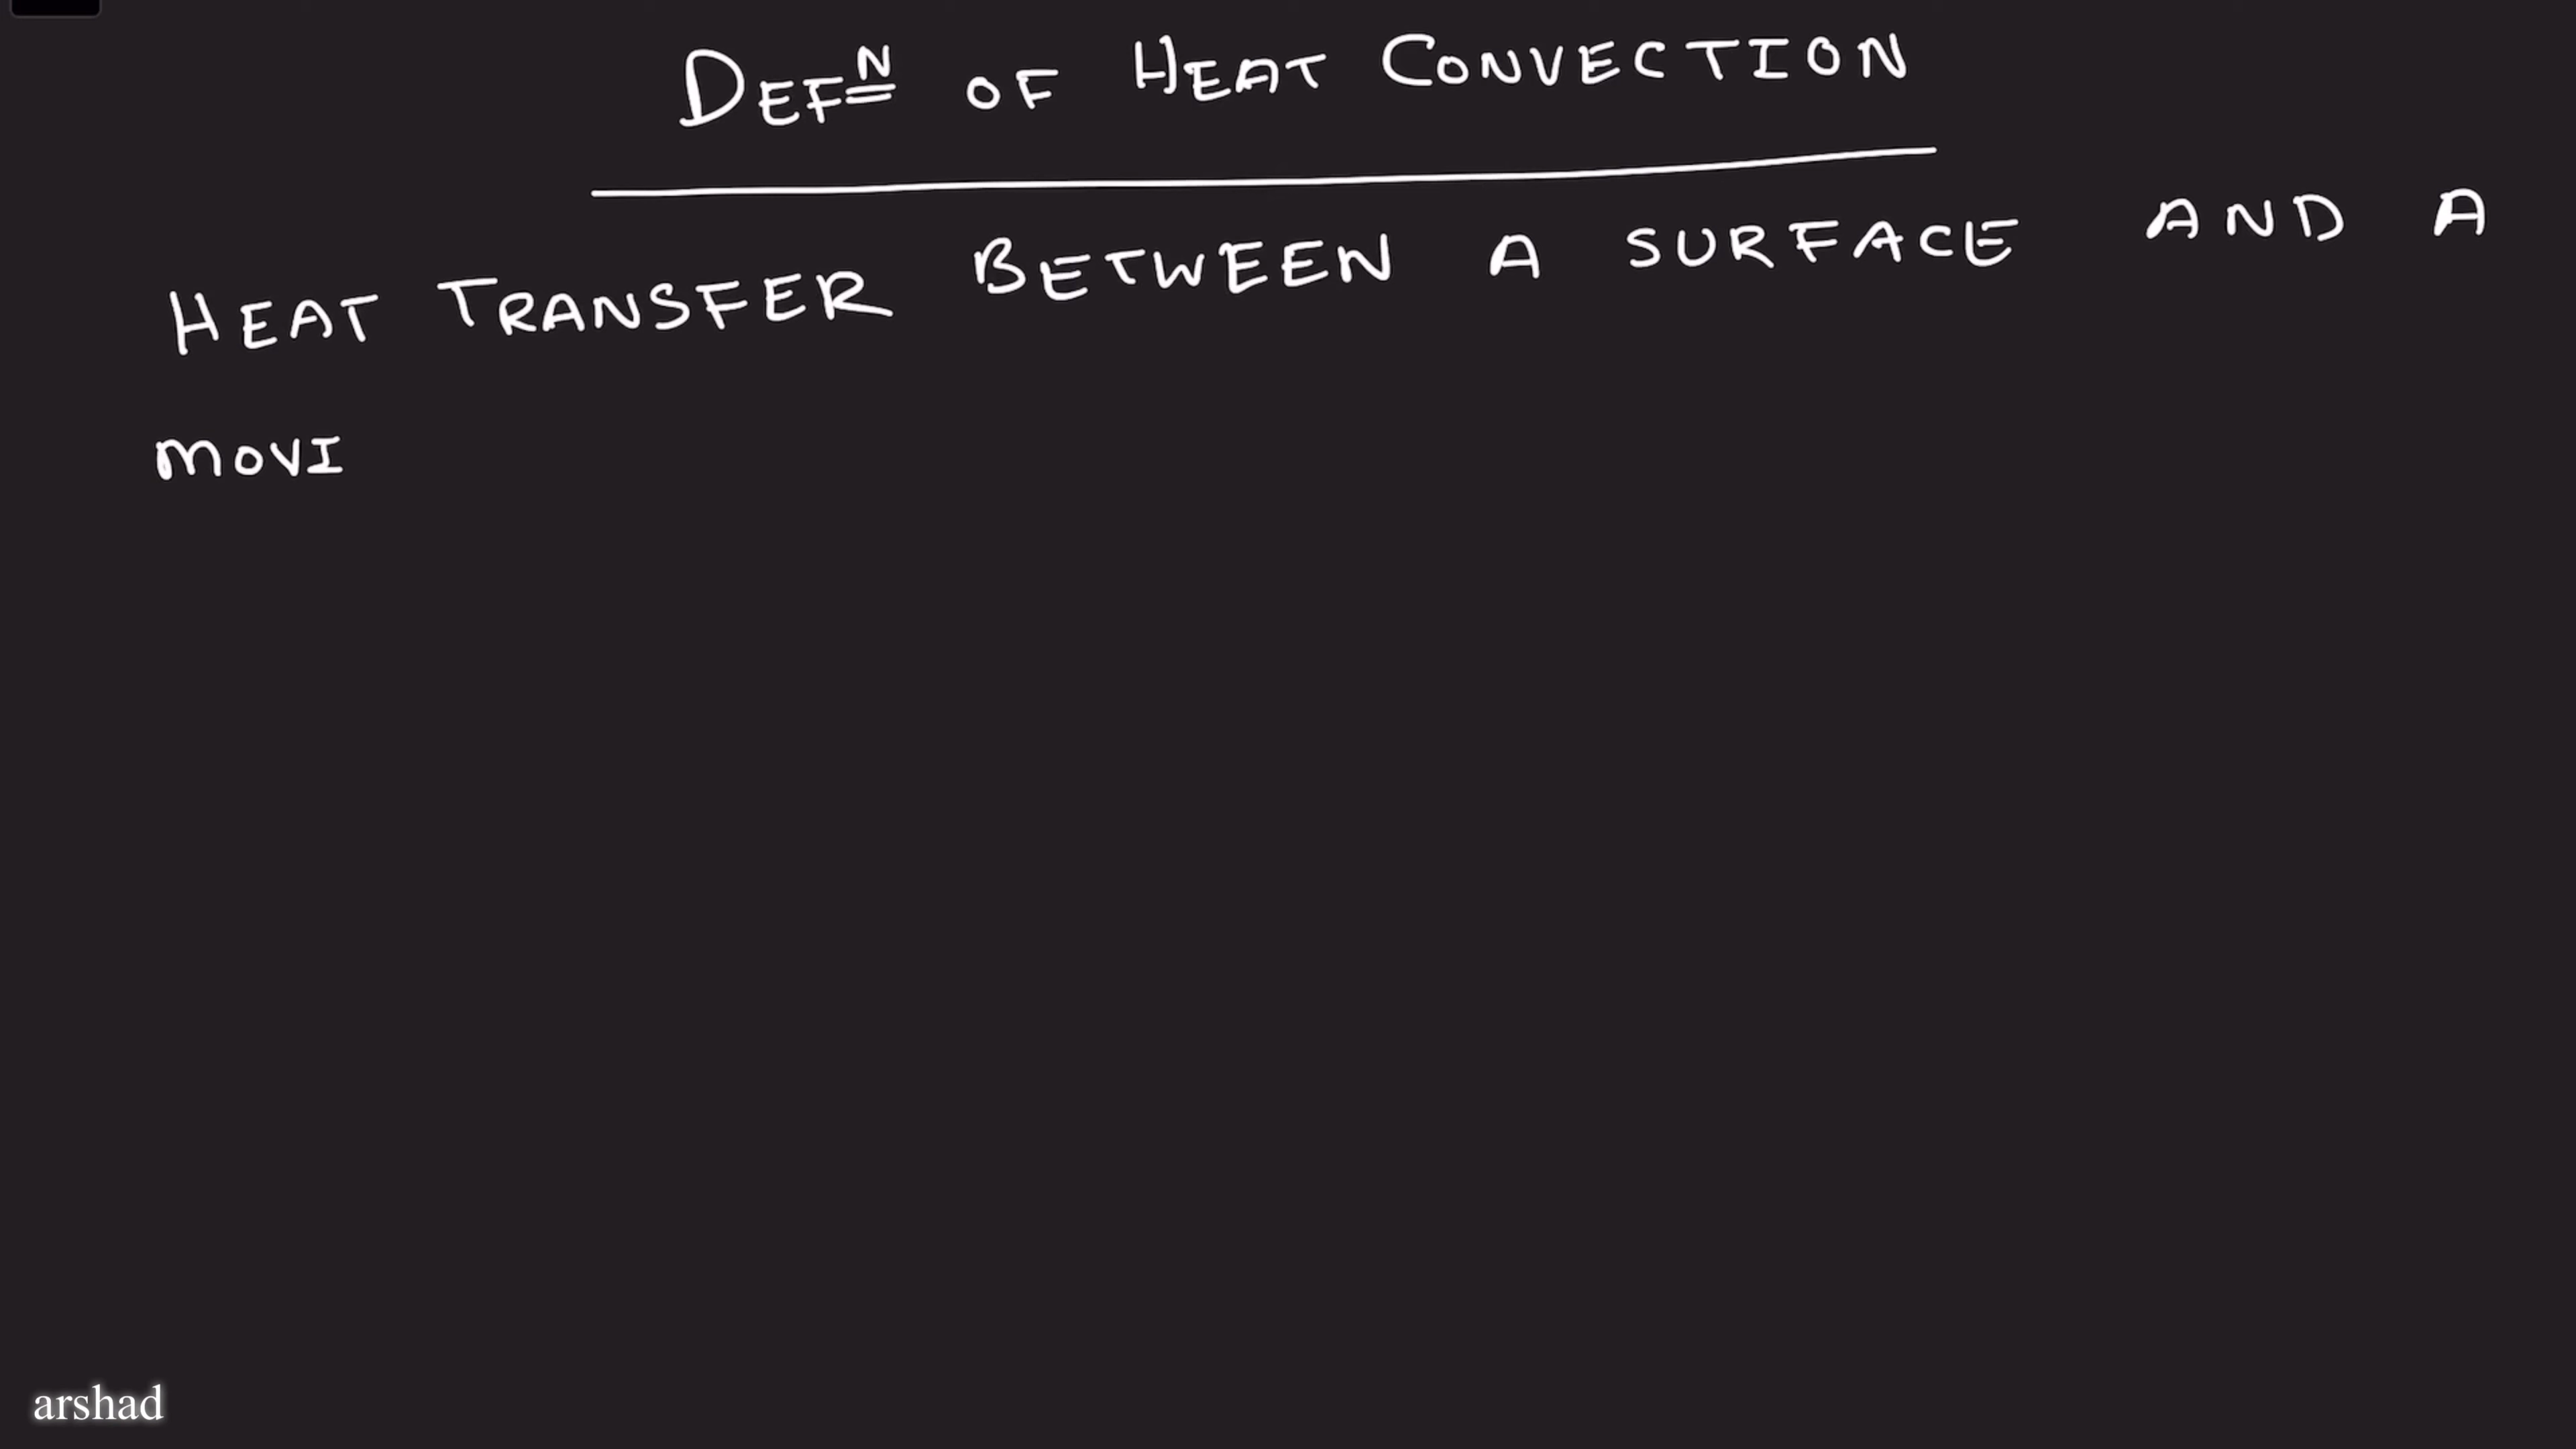 DEFN OF HEAT CONVECTION
HEAT TRANSFER BETWEEN A SURFACE AND A
MOVI
arshad